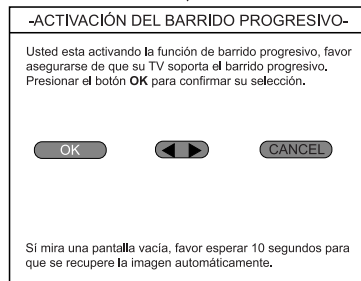 -ACTIVACIÓN DEL BARRIDO PROGRESIVO-
Usted esta activando la función de barrido progresivo, favor
asegurarse de que su TV soporta el barrido progresivo.
Presionar el botón OK para confirmar su selección.
OK
CANCEL
Sí mira una pantalla vacía, favor esperar 10 segundos para
que se recupere la imagen automáticamente.